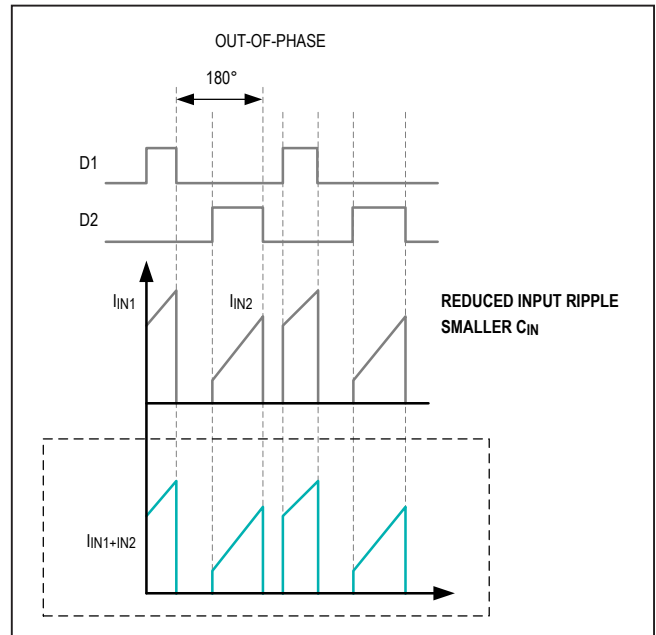 OUT-OF-PHASE
180°
D1
D2
IIN1
IIN2
REDUCED INPUT RIPPLE
SMALLER CIN
IIN1+IN2